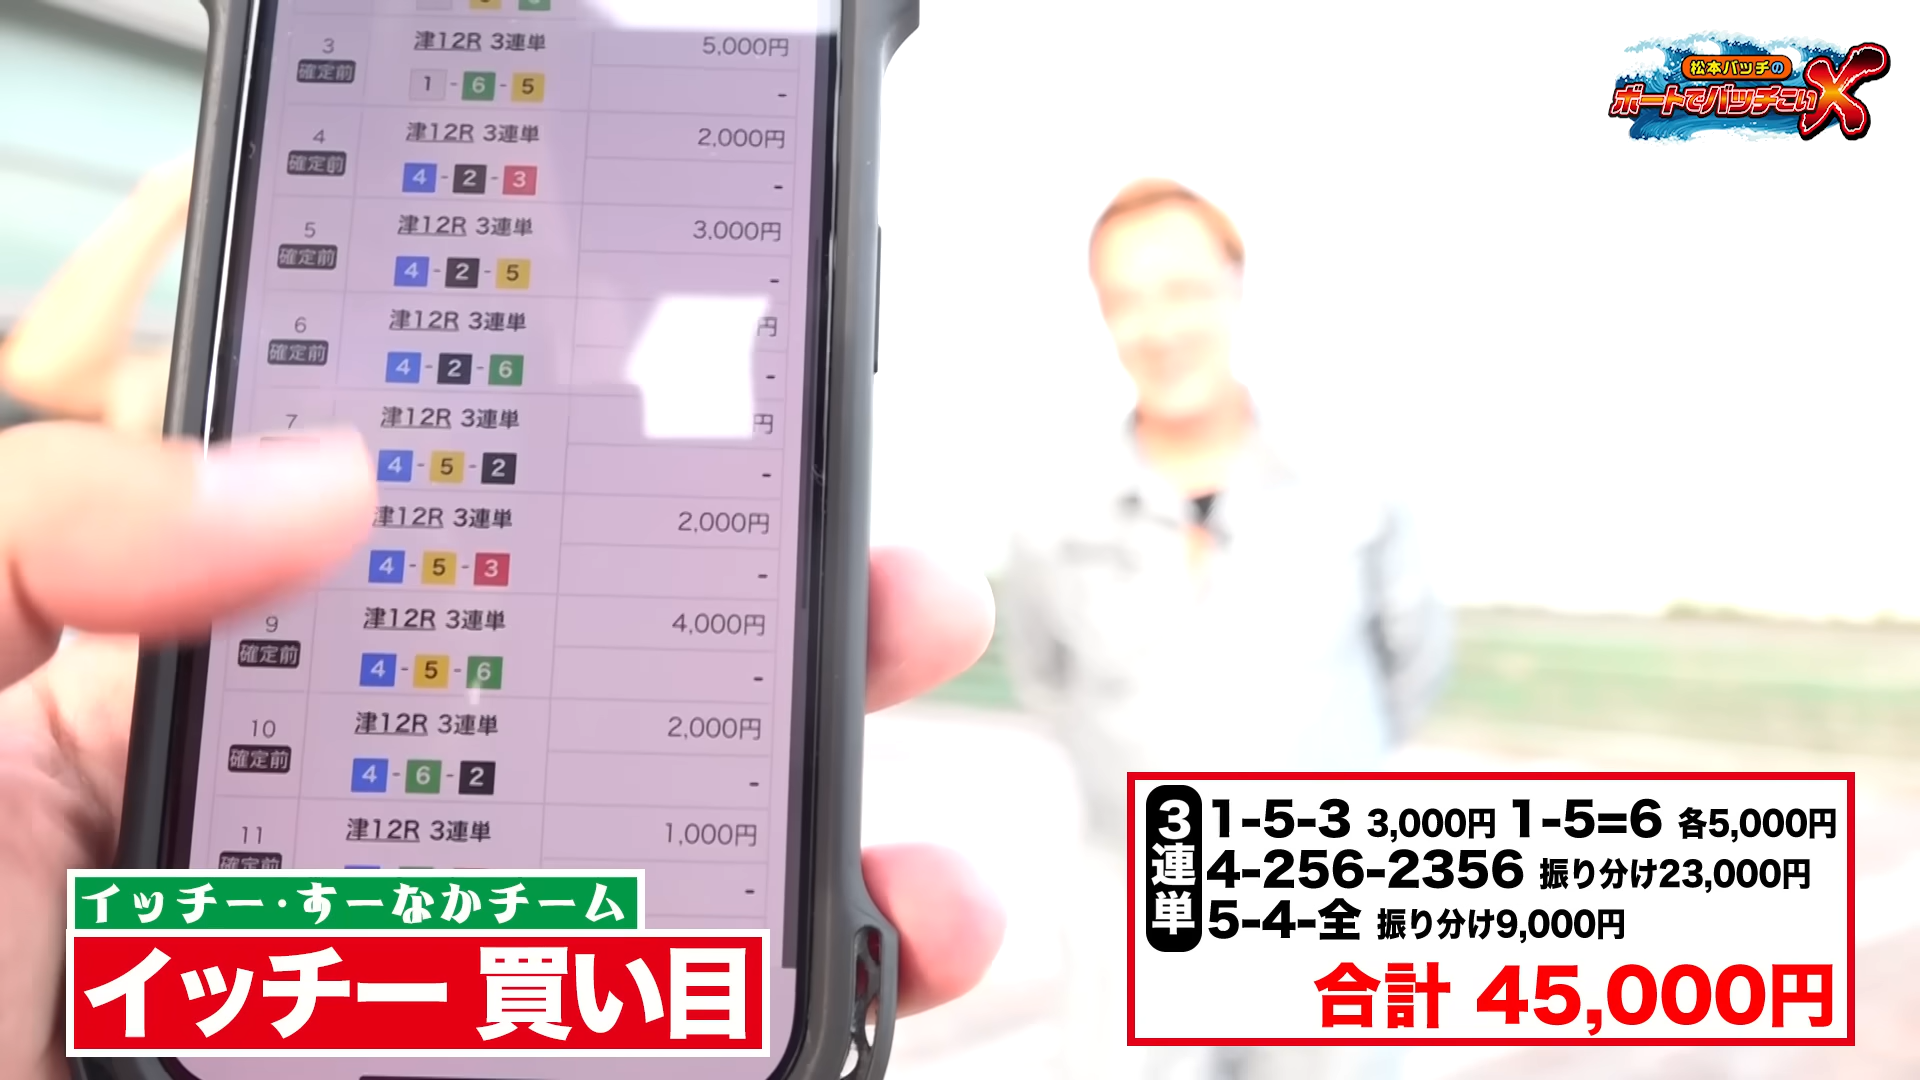 松本バッチの
ボートでバッチこいX
3 津12R 3連単 5,000円
確定前 1-6-5 -
4 津12R 3連単 2,000円
確定前 4-2-3 -
5 津12R 3連単 3,000円
確定前 4-2-5 -
6 津12R 3連単 円
確定前 4-2-6 -
7 津12R 3連単 円
4-5-2 -
津12R 3連単 2,000円
4-5-3 -
9 津12R 3連単 4,000円
確定前 4-5-6 -
10 津12R 3連単 2,000円
確定前 4-6-2 -
11 津12R 3連単 1,000円
確定前 -
イッチー・すーなかチーム
イッチー 買い目
3連単
1-5-3 3,000円 1-5=6 各5,000円
4-256-2356 振り分け23,000円
5-4-全 振り分け9,000円
合計 45,000円